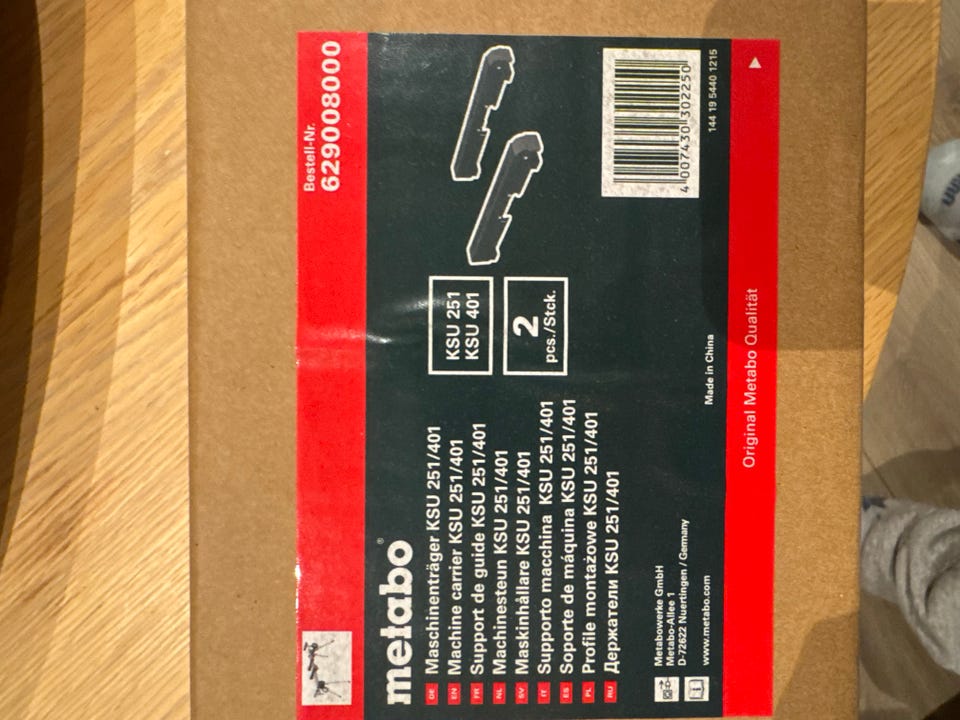 Bestell-Nr.
629008000
metabo®
DE Maschinenträger KSU 251/401
EN Machine carrier KSU 251/401
FR Support de guide KSU 251/401
NL Machinesteun KSU 251/401
SV Maskinhållare KSU 251/401
IT Supporto macchina KSU 251/401
ES Soporte de máquina KSU 251/401
PL Profile montażowe KSU 251/401
RU Держатели KSU 251/401
KSU 251
KSU 401
2
pcs./Stck.
4 007430 302250
144 19 5440 1215
Metabowerke GmbH
Metabo-Allee 1
D-72622 Nuertingen / Germany
www.metabo.com
Made in China
Original Metabo Qualität